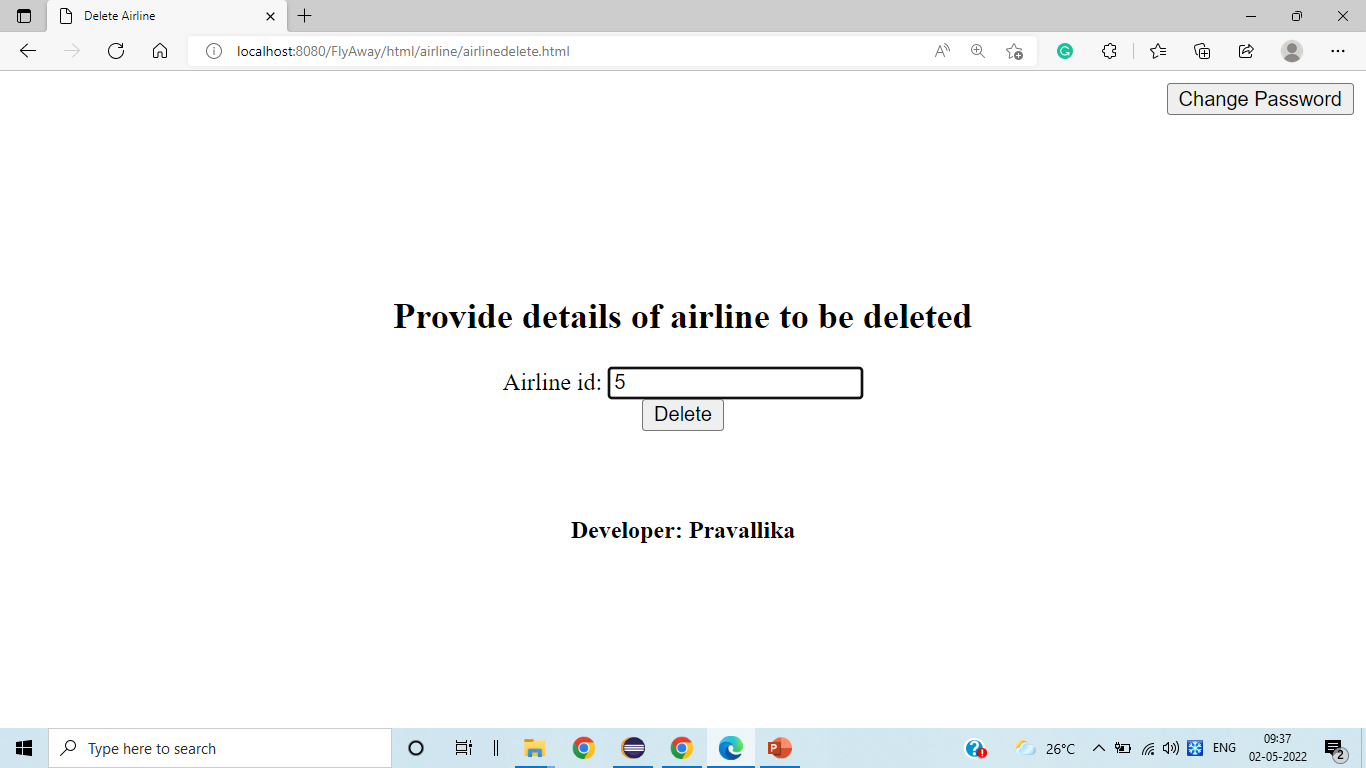 Delete Airline
localhost:8080/FlyAway/html/airline/airlinedelete.html
Change Password
Provide details of airline to be deleted
Airline id: 5
Delete
Developer: Pravallika
Type here to search
26°C
ENG
09:37
02-05-2022
2